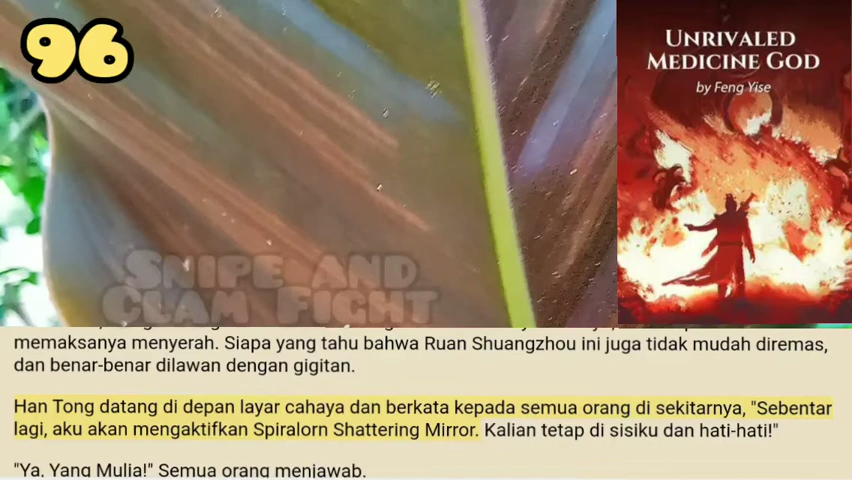 96
UNRIVALED
MEDICINE GOD
by Feng Yise
SNIPE AND
CLAM FIGHT
memaksanya menyerah. Siapa yang tahu bahwa Ruan Shuangzhou ini juga tidak mudah diremas,
dan benar-benar dilawan dengan gigitan.
Han Tong datang di depan layar cahaya dan berkata kepada semua orang di sekitarnya, "Sebentar
lagi, aku akan mengaktifkan Spiralorn Shattering Mirror. Kalian tetap di sisiku dan hati-hati!"
"Ya, Yang Mulia!" Semua orang menjawab.